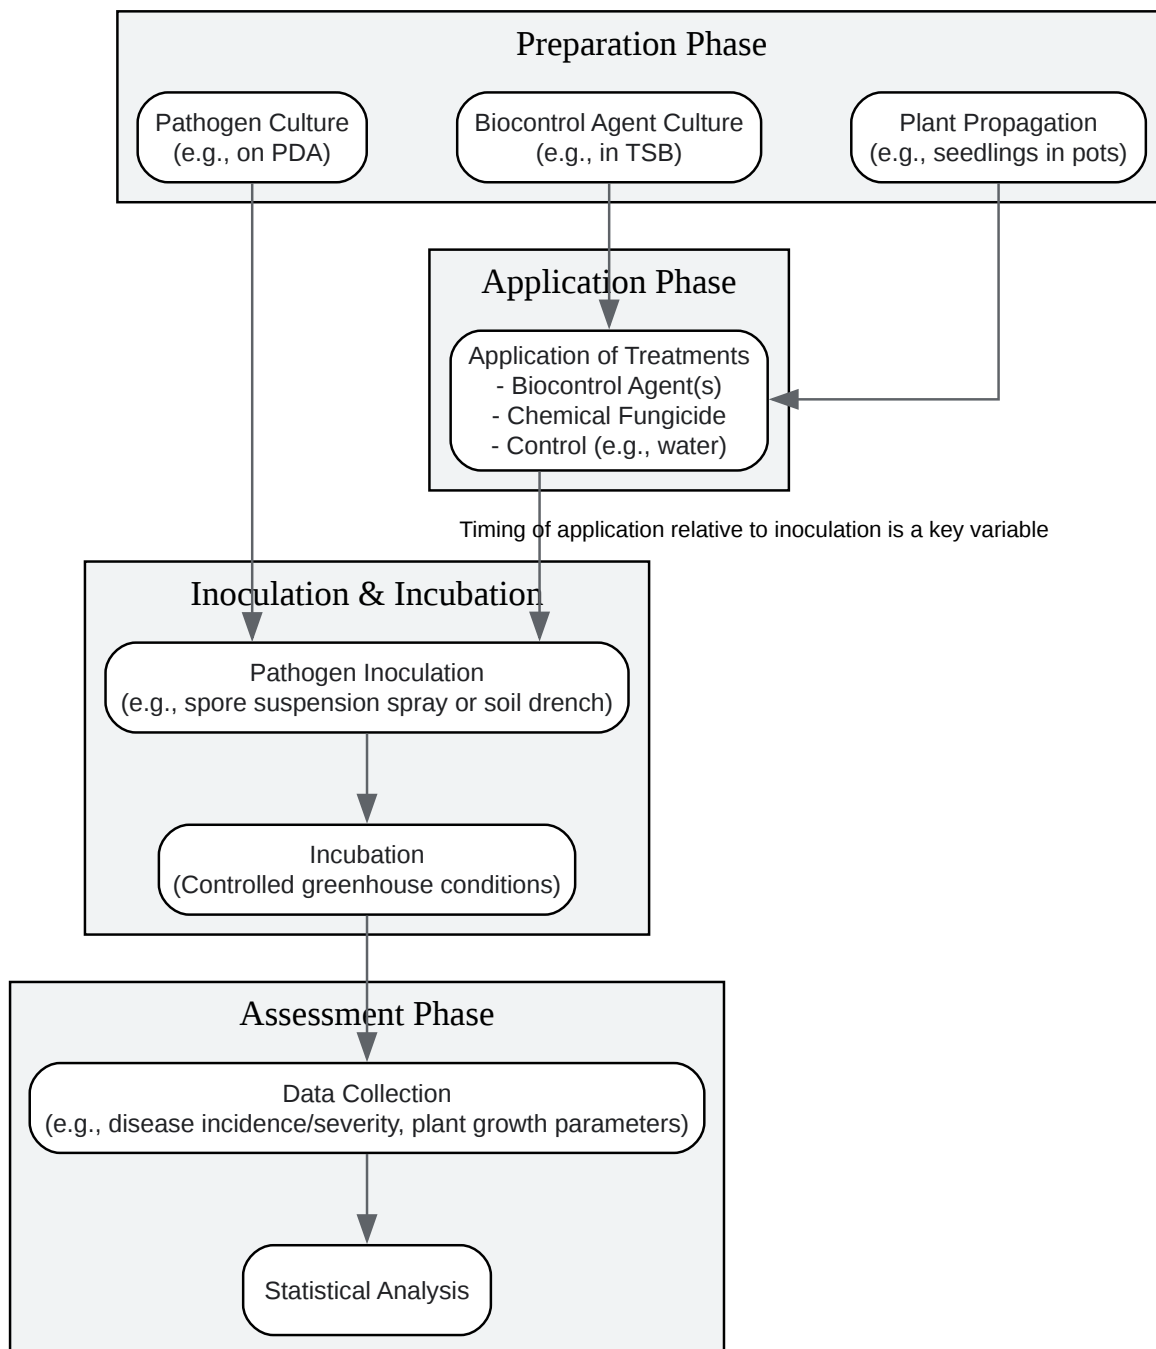 Preparation Phase
Pathogen Culture
(e.g., on PDA)
Biocontrol Agent Culture
(e.g., in TSB)
Plant Propagation
(e.g., seedlings in pots)
Application Phase
Application of Treatments
- Biocontrol Agent(s)
- Chemical Fungicide
- Control (e.g., water)
Timing of application relative to inoculation is a key variable
Inoculation & Incubation
Pathogen Inoculation
(e.g., spore suspension spray or soil drench)
Incubation
(Controlled greenhouse conditions)
Assessment Phase
Data Collection
(e.g., disease incidence/severity, plant growth parameters)
Statistical Analysis